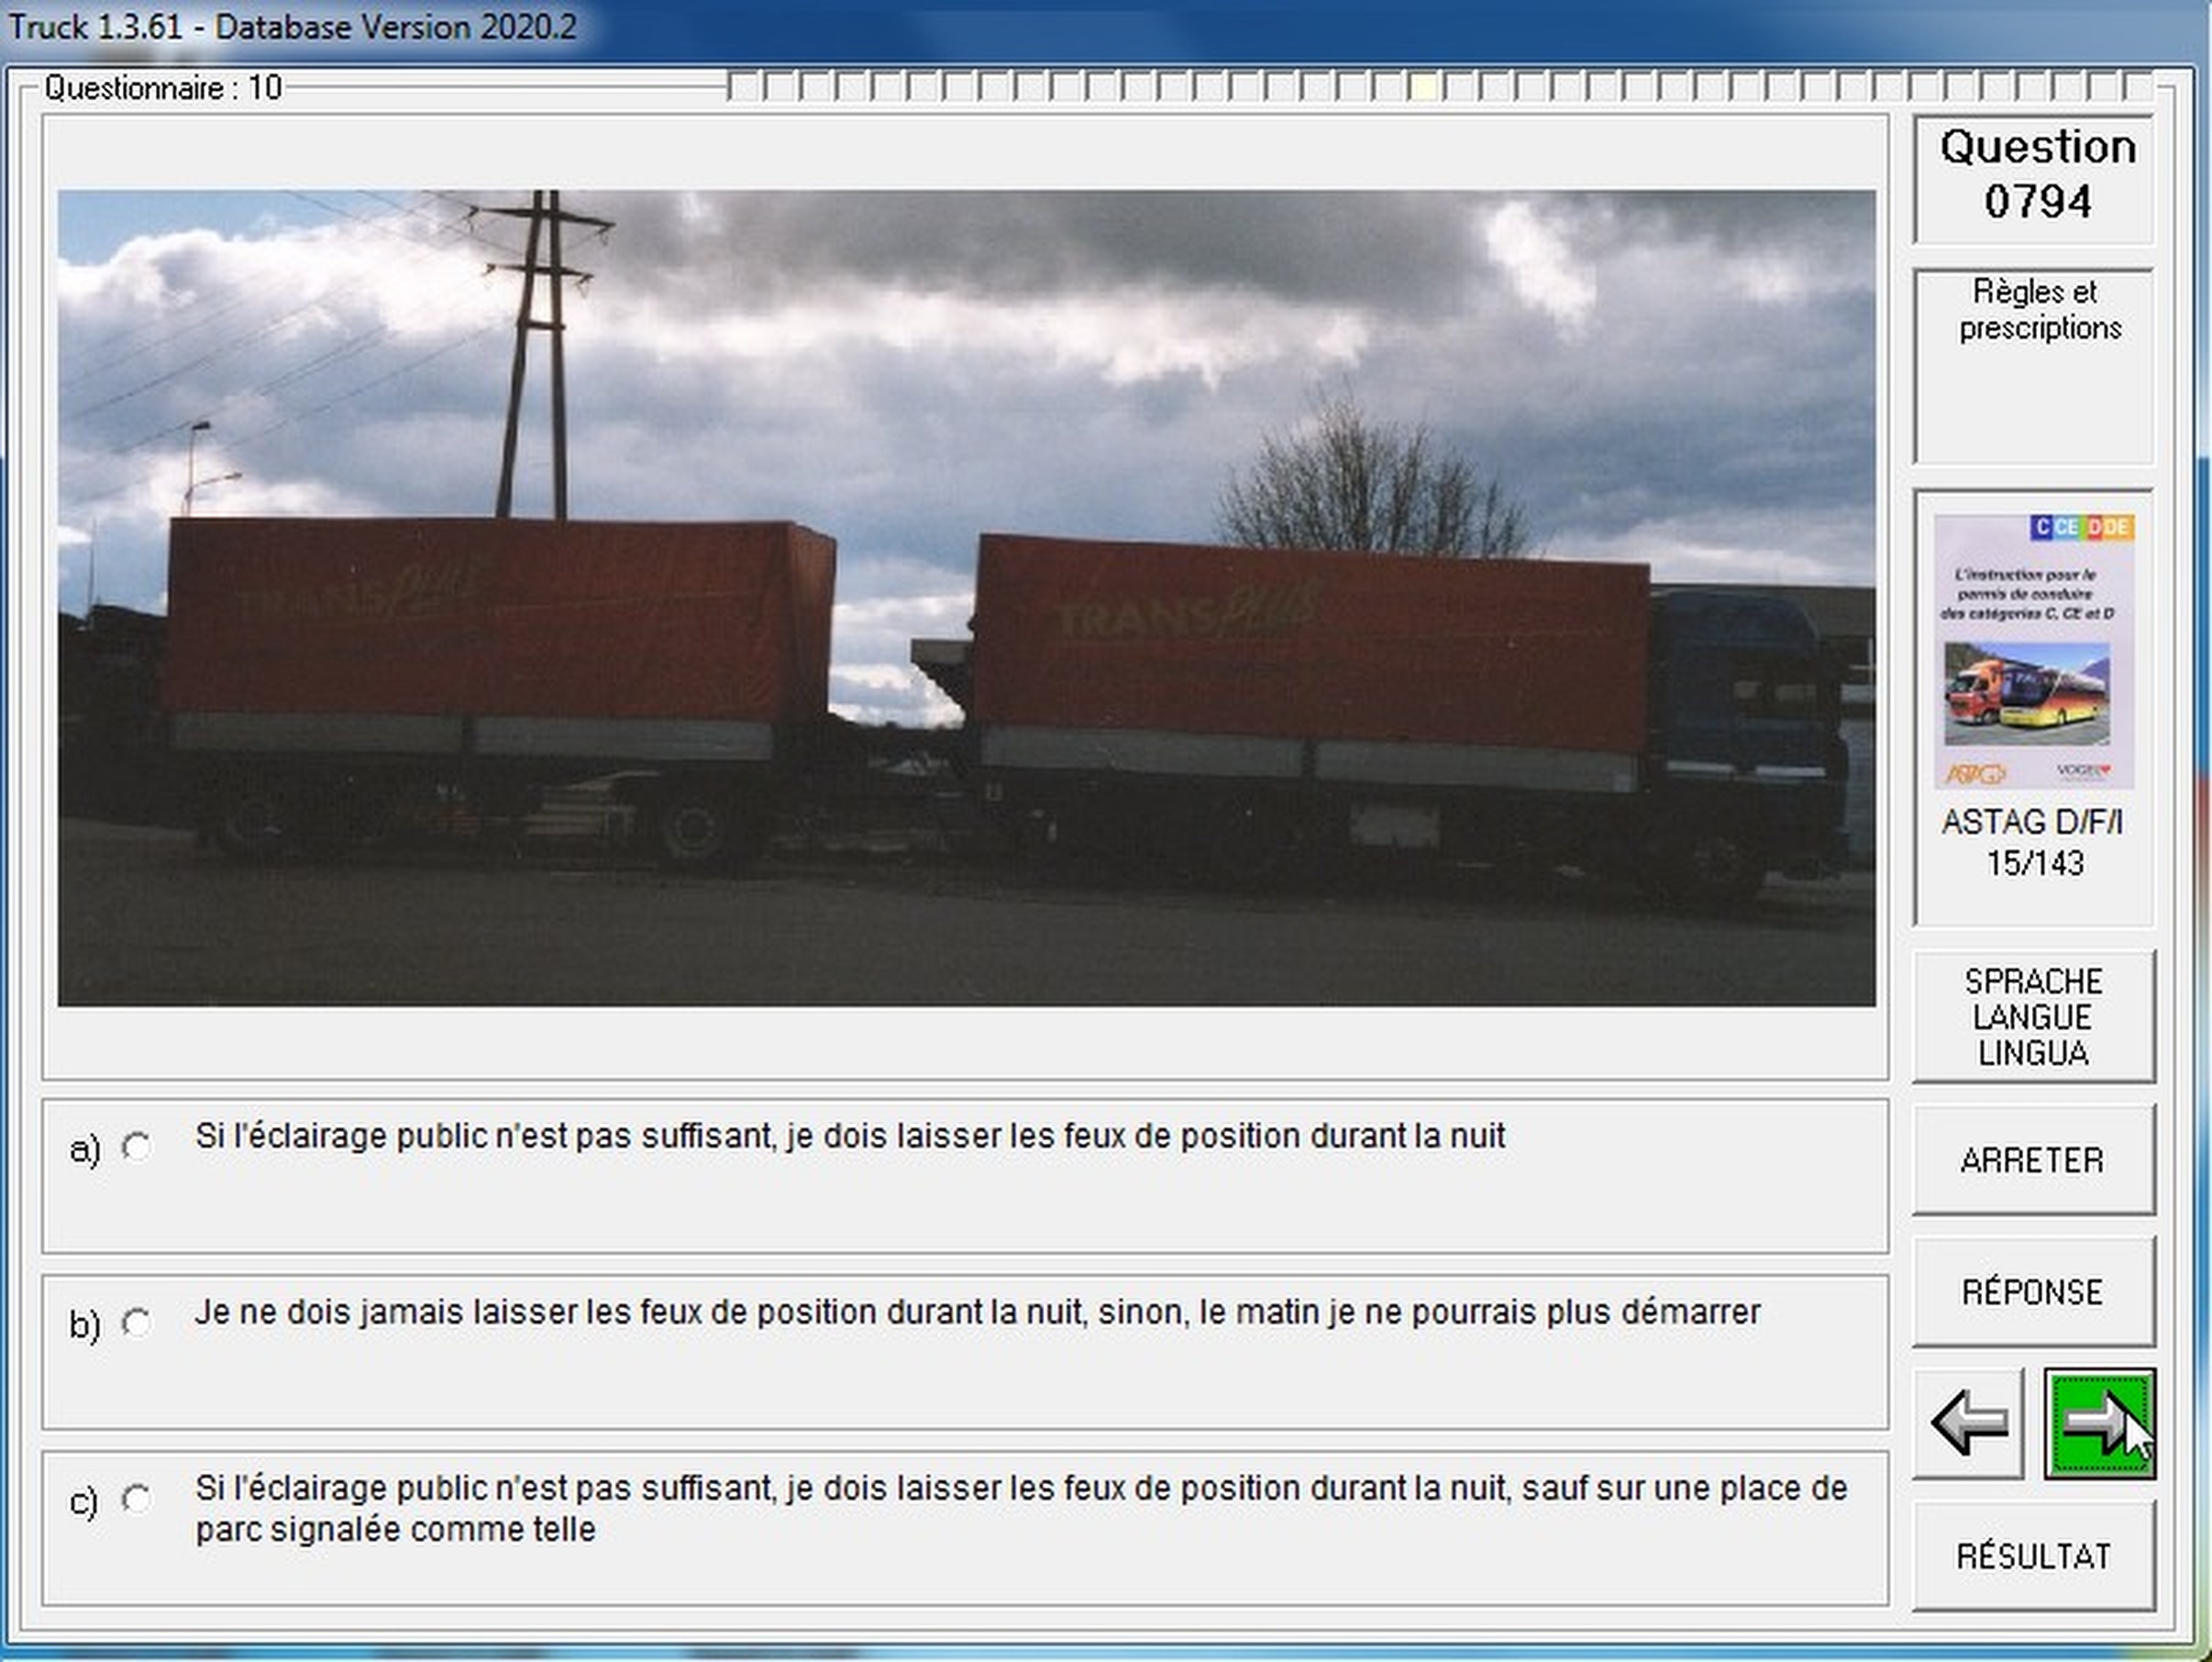 Truck 1.3.61 - Database Version 2020.2
Questionnaire : 10
Question
0794
Règles et
prescriptions
TRANSPLUS
TRANSPLUS
C CE D DE
L'instruction pour le
permis de conduire
des catégories C, CE et D
ASTAG
VOGEL
ASTAG D/F/I
15/143
SPRACHE
LANGUE
LINGUA
a) Si l'éclairage public n'est pas suffisant, je dois laisser les feux de position durant la nuit
ARRETER
b) Je ne dois jamais laisser les feux de position durant la nuit, sinon, le matin je ne pourrais plus démarrer
RÉPONSE
c) Si l'éclairage public n'est pas suffisant, je dois laisser les feux de position durant la nuit, sauf sur une place de
parc signalée comme telle
RÉSULTAT